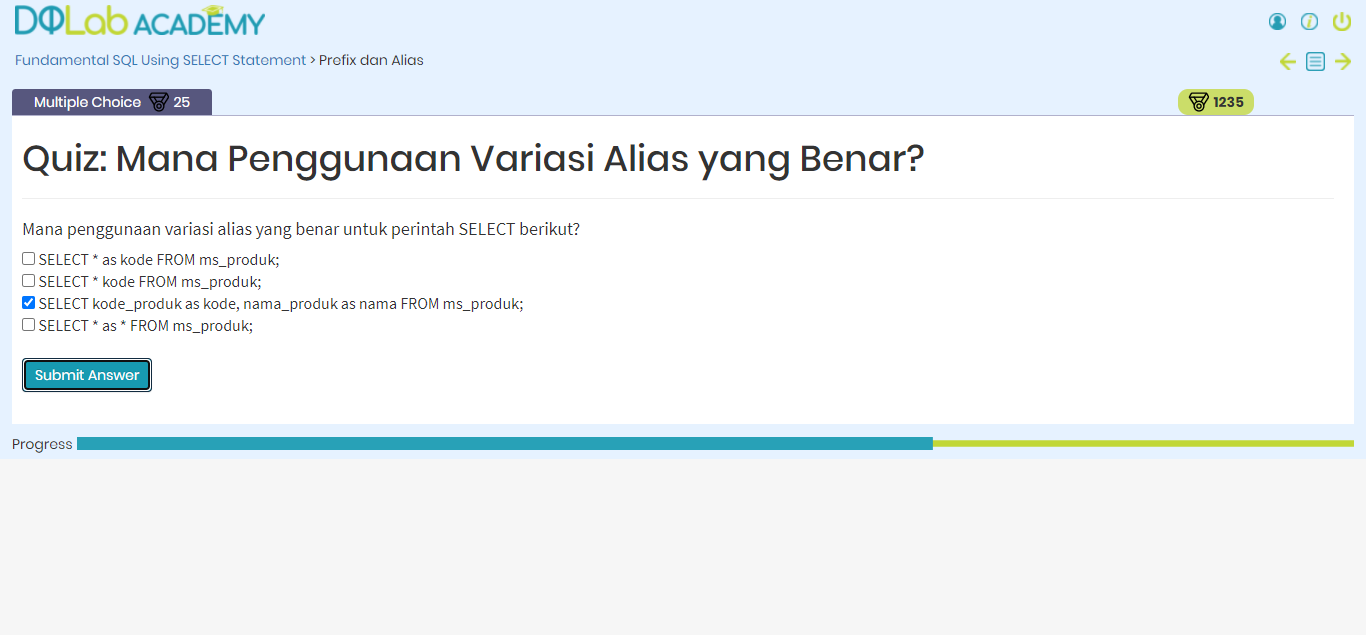 DQLab ACADEMY
Fundamental SQL Using SELECT Statement > Prefix dan Alias
Multiple Choice 25
1235
Quiz: Mana Penggunaan Variasi Alias yang Benar?
Mana penggunaan variasi alias yang benar untuk perintah SELECT berikut?
SELECT * as kode FROM ms_produk;
SELECT * kode FROM ms_produk;
SELECT kode_produk as kode, nama_produk as nama FROM ms_produk;
SELECT * as * FROM ms_produk;
Submit Answer
Progress